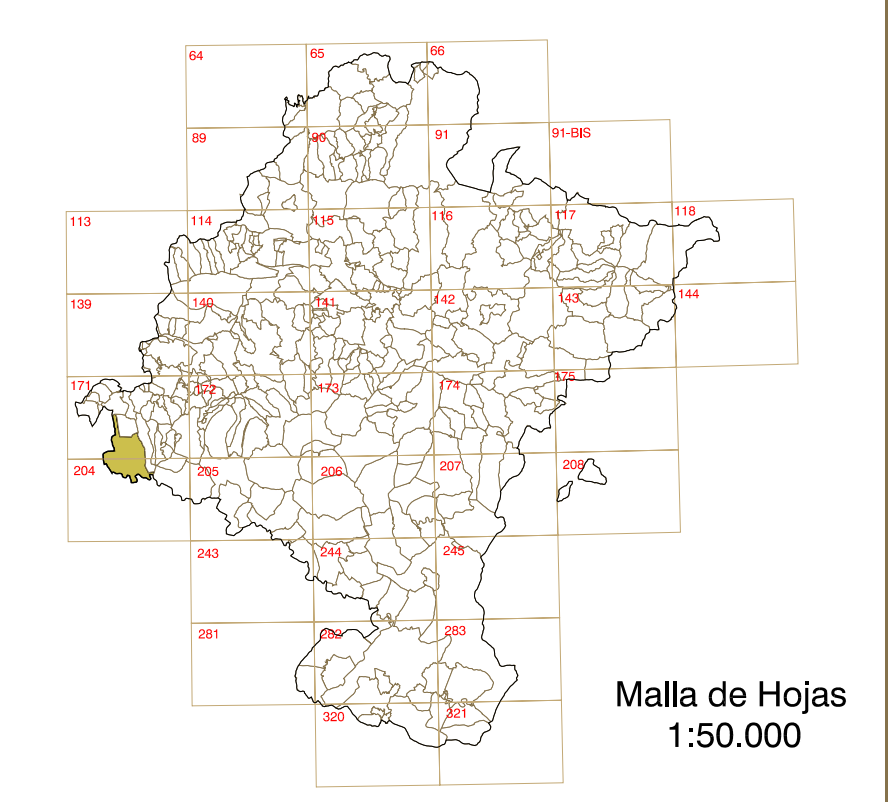 64 65 66
89 90 91 91-BIS
113 114 115 116 117 118
139 140 141 142 143 144
171 172 173 174 175
204 205 206 207 208
243 244 245
281 282 283
320 321
Malla de Hojas
1:50.000